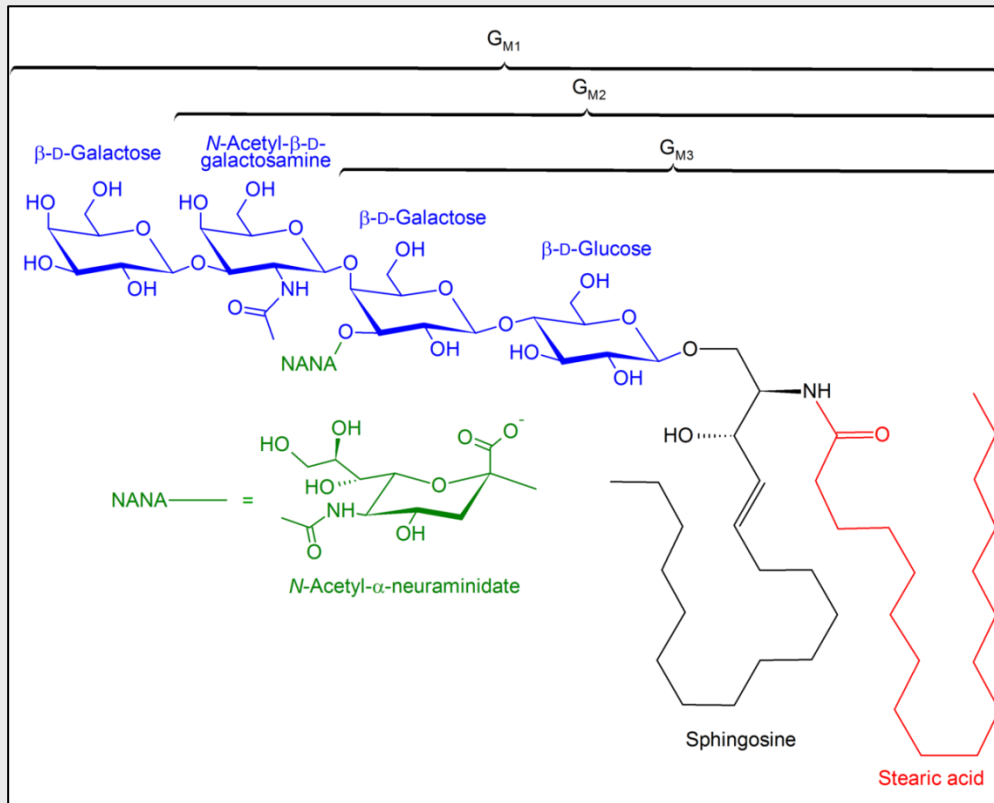 GM1
GM2
GM3
β-D-Galactose
N-Acetyl-β-D-
galactosamine
β-D-Galactose
β-D-Glucose
HO
OH
O
HO
OH
O
HO
OH
O
NH
O
O
OH
O
O
NANA
OH
O
OH
O
HO
OH
O
NH
HO
O
NANA
=
HO
OH
HO
O
O
O-
NH
O
OH
N-Acetyl-α-neuraminidate
Sphingosine
Stearic acid